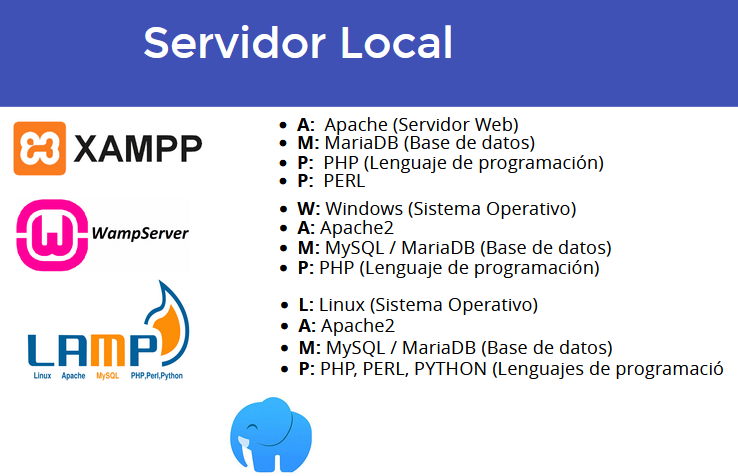 Servidor Local
XAMPP
• A: Apache (Servidor Web)
• M: MariaDB (Base de datos)
• P: PHP (Lenguaje de programación)
• P: PERL
WampServer
• W: Windows (Sistema Operativo)
• A: Apache2
• M: MySQL / MariaDB (Base de datos)
• P: PHP (Lenguaje de programación)
LAMP
Linux Apache MySQL PHP,Perl,Python
• L: Linux (Sistema Operativo)
• A: Apache2
• M: MySQL / MariaDB (Base de datos)
• P: PHP, PERL, PYTHON (Lenguajes de programació